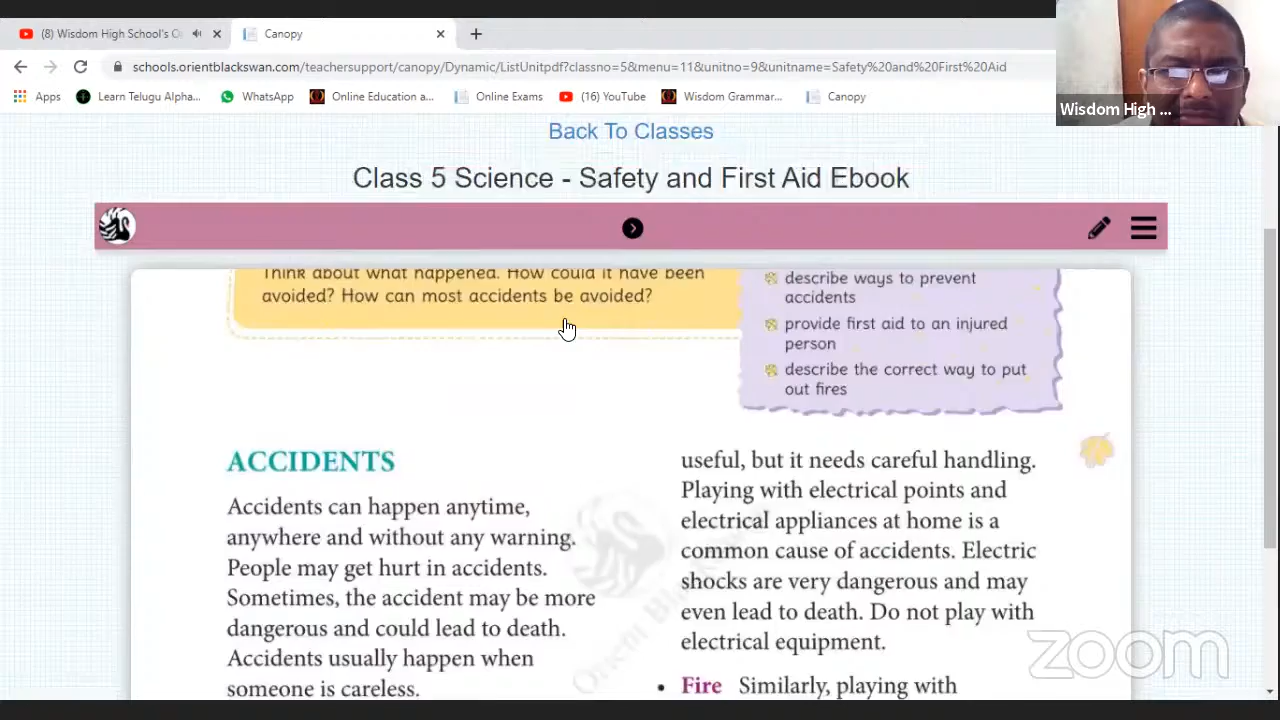 (8) Wisdom High School's O
Canopy
schools.orientblackswan.com/teachersupport/canopy/Dynamic/ListUnitpdf?classno=5&menu=11&unitno=9&unitname=Safety%20and%20First%20Aid
Apps
Learn Telugu Alpha...
WhatsApp
Online Education a...
Online Exams
(16) YouTube
Wisdom Grammar...
Canopy
Wisdom High ...
Back To Classes
Class 5 Science - Safety and First Aid Ebook
Think about what happened. How could it have been
avoided? How can most accidents be avoided?
describe ways to prevent
accidents
provide first aid to an injured
person
describe the correct way to put
out fires
ACCIDENTS
Accidents can happen anytime,
anywhere and without any warning.
People may get hurt in accidents.
Sometimes, the accident may be more
dangerous and could lead to death.
Accidents usually happen when
someone is careless.
useful, but it needs careful handling.
Playing with electrical points and
electrical appliances at home is a
common cause of accidents. Electric
shocks are very dangerous and may
even lead to death. Do not play with
electrical equipment.
• Fire Similarly, playing with
Orient BlackSwan
zoom